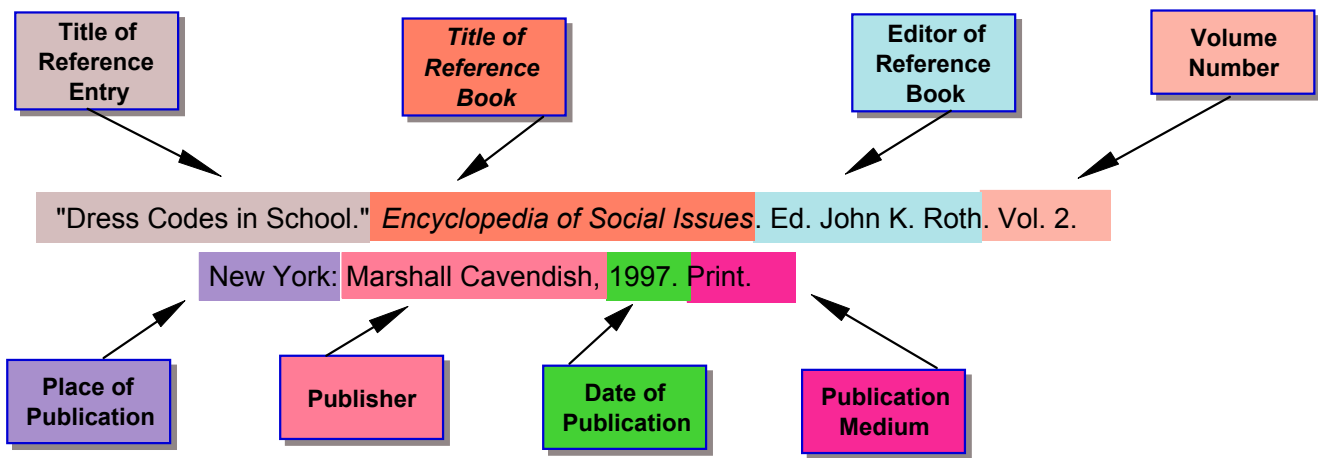 Title of
Reference
Entry
Title of
Reference
Book
Editor of
Reference
Book
Volume
Number
"Dress Codes in School." Encyclopedia of Social Issues. Ed. John K. Roth. Vol. 2.
New York: Marshall Cavendish, 1997. Print.
Place of
Publication
Publisher
Date of
Publication
Publication
Medium